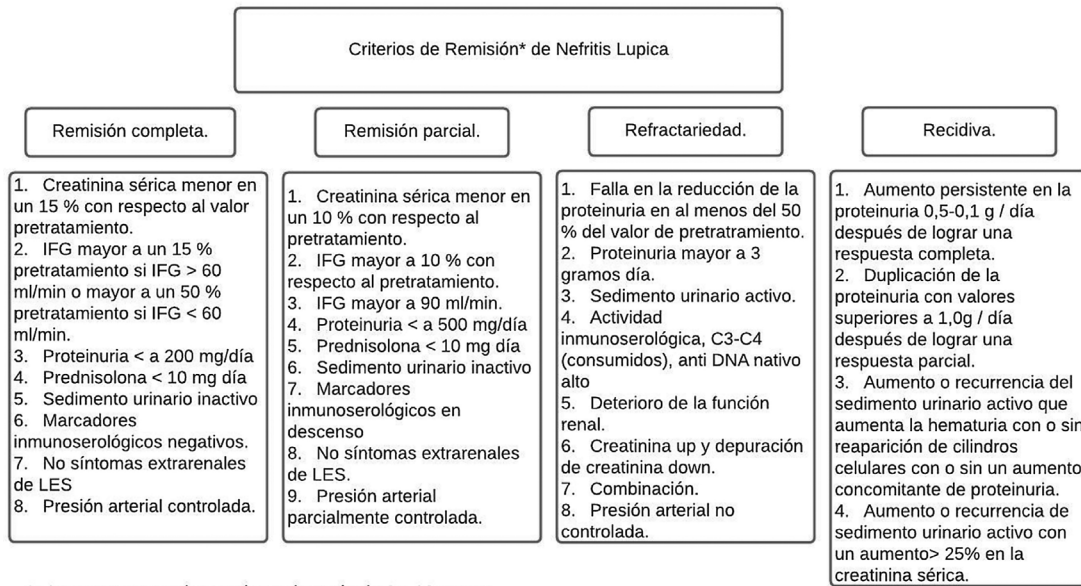 Criterios de Remisión* de Nefritis Lupica
Remisión completa.
1. Creatinina sérica menor en
un 15 % con respecto al valor
pretratamiento.
2. IFG mayor a un 15 %
pretratamiento si IFG > 60
ml/min o mayor a un 50 %
pretratamiento si IFG < 60
ml/min.
3. Proteinuria < a 200 mg/día
4. Prednisolona < 10 mg día
5. Sedimento urinario inactivo
6. Marcadores
inmunoserológicos negativos.
7. No síntomas extrarenales
de LES
8. Presión arterial controlada.
Remisión parcial.
1. Creatinina sérica menor en
un 10 % con respecto al
pretratamiento.
2. IFG mayor a 10 % con
respecto al pretratamiento.
3. IFG mayor a 90 ml/min.
4. Proteinuria < a 500 mg/día
5. Prednisolona < 10 mg día
6. Sedimento urinario inactivo
7. Marcadores
inmunoserológicos en
descenso
8. No síntomas extrarenales
de LES.
9. Presión arterial
parcialmente controlada.
Refractariedad.
1. Falla en la reducción de la
proteinuria en al menos del 50
% del valor de pretratramiento.
2. Proteinuria mayor a 3
gramos día.
3. Sedimento urinario activo.
4. Actividad
inmunoserológica, C3-C4
(consumidos), anti DNA nativo
alto
5. Deterioro de la función
renal.
6. Creatinina up y depuración
de creatinina down.
7. Combinación.
8. Presión arterial no
controlada.
Recidiva.
1. Aumento persistente en la
proteinuria 0,5-0,1 g / día
después de lograr una
respuesta completa.
2. Duplicación de la
proteinuria con valores
superiores a 1,0g / día
después de lograr una
respuesta parcial.
3. Aumento o recurrencia del
sedimento urinario activo que
aumenta la hematuria con o sin
reaparición de cilindros
celulares con o sin un aumento
concomitante de proteinuria.
4. Aumento o recurrencia de
sedimento urinario activo con
un aumento> 25% en la
creatinina sérica.